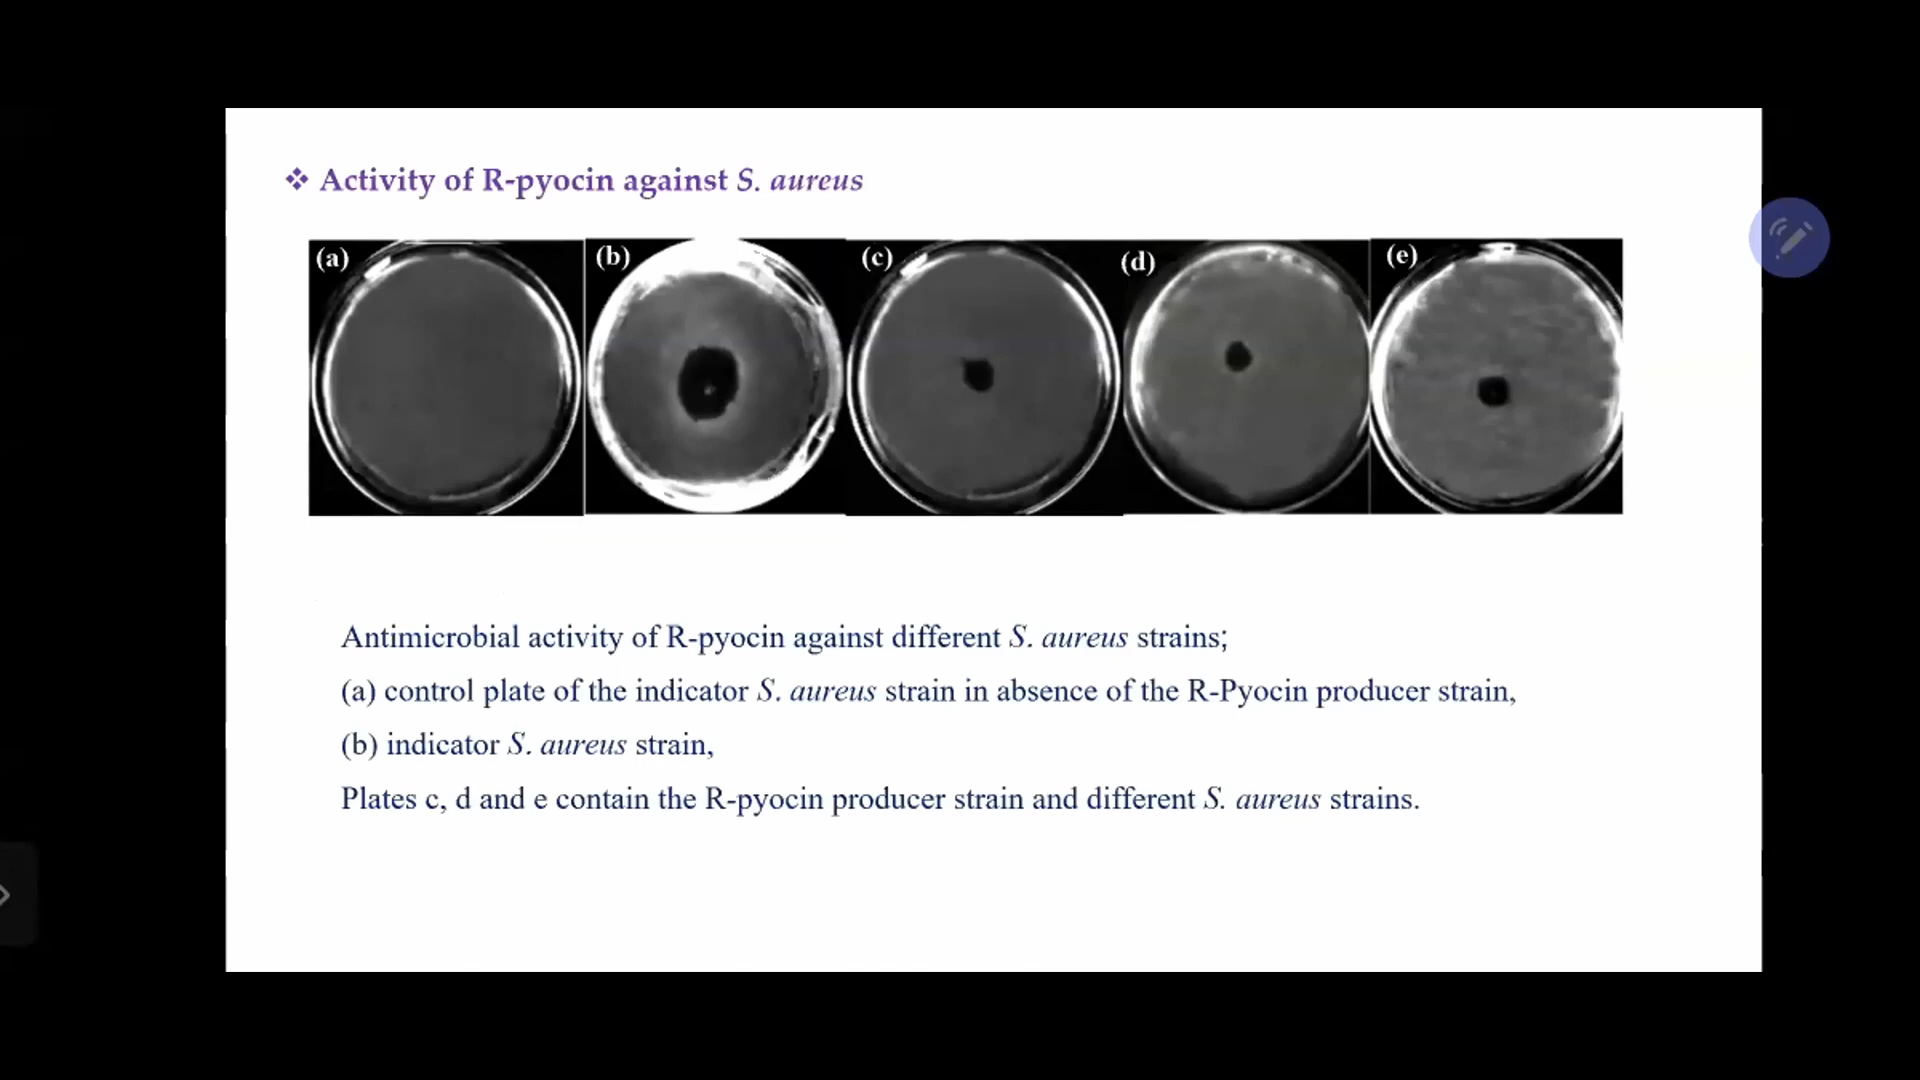 ❖ Activity of R-pyocin against S. aureus
(a) (b) (c) (d) (e)
Antimicrobial activity of R-pyocin against different S. aureus strains;
(a) control plate of the indicator S. aureus strain in absence of the R-Pyocin producer strain,
(b) indicator S. aureus strain,
Plates c, d and e contain the R-pyocin producer strain and different S. aureus strains.